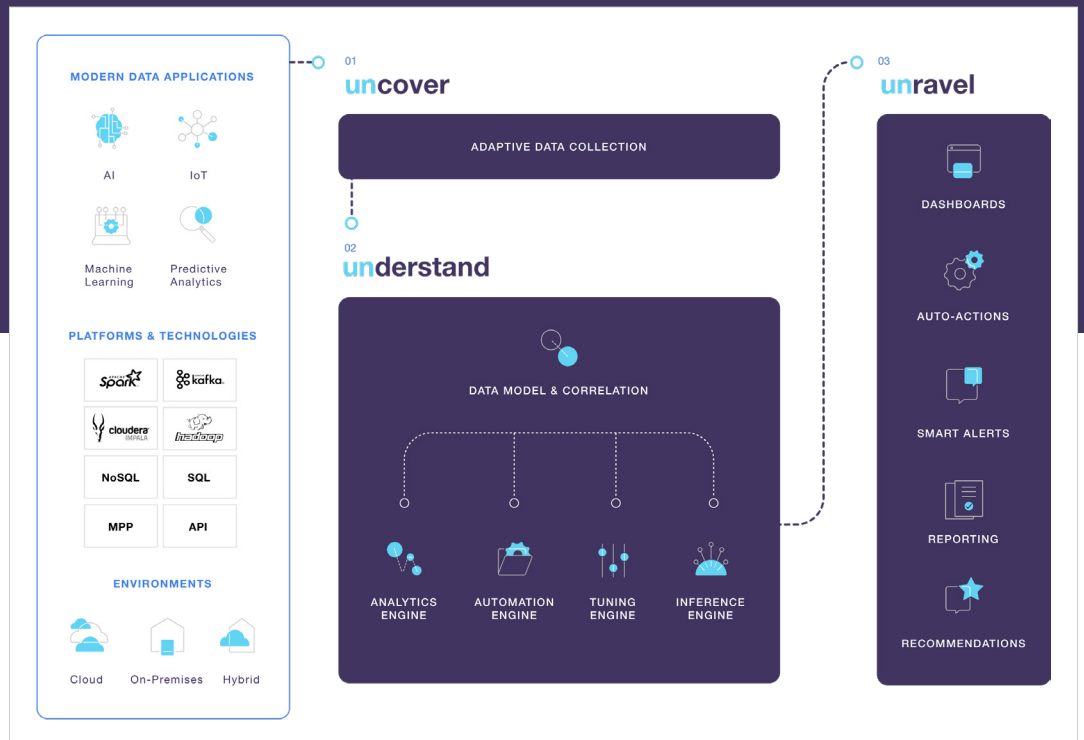 MODERN DATA APPLICATIONS
AI
IoT
Machine
Learning
Predictive
Analytics
PLATFORMS & TECHNOLOGIES
APACHE
Spark
kafka
cloudera
IMPALA
hadoop
NoSQL
SQL
MPP
API
ENVIRONMENTS
Cloud
On-Premises
Hybrid
01
uncover
ADAPTIVE DATA COLLECTION
02
understand
DATA MODEL & CORRELATION
ANALYTICS
ENGINE
AUTOMATION
ENGINE
TUNING
ENGINE
INFERENCE
ENGINE
03
unravel
DASHBOARDS
AUTO-ACTIONS
SMART ALERTS
REPORTING
RECOMMENDATIONS